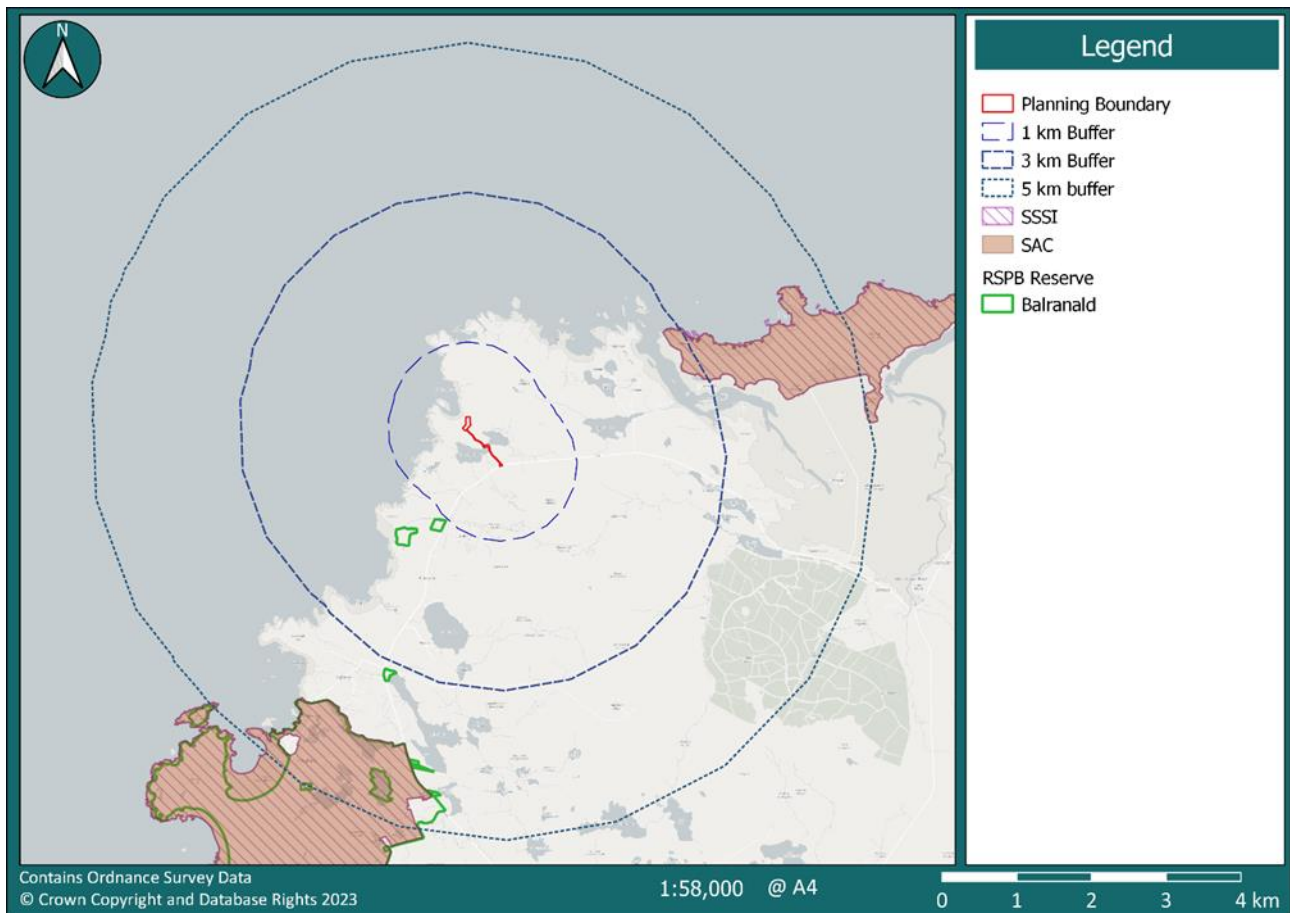 N
Legend
Planning Boundary
1 km Buffer
3 km Buffer
5 km buffer
SSSI
SAC
RSPB Reserve
Balranald
Contains Ordnance Survey Data
© Crown Copyright and Database Rights 2023
1:58,000 @ A4
0 1 2 3 4 km